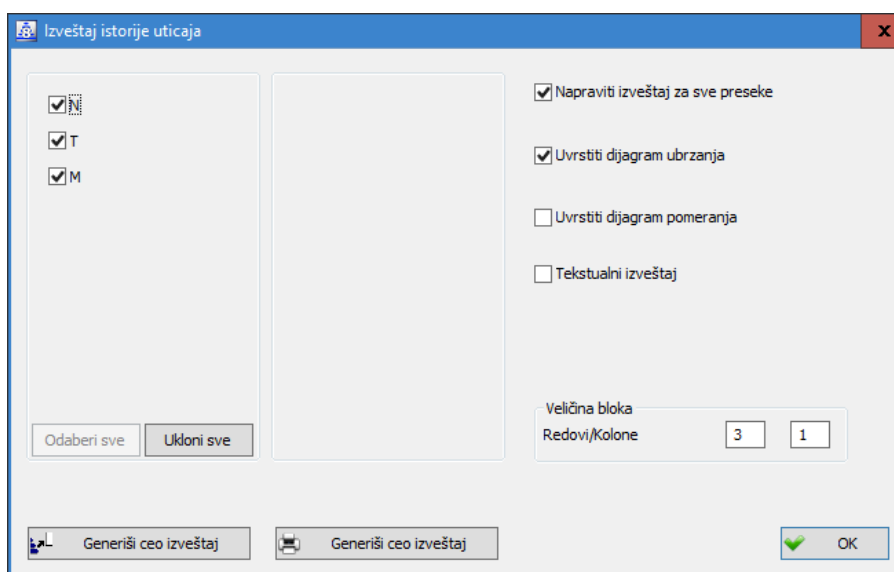 Izveštaj istorije uticaja
x
N
T
M
Odaberi sve
Ukloni sve
Napraviti izveštaj za sve preseke
Uvrstiti dijagram ubrzanja
Uvrstiti dijagram pomeranja
Tekstualni izveštaj
Veličina bloka
Redovi/Kolone 3 1
Generiši ceo izveštaj
Generiši ceo izveštaj
OK